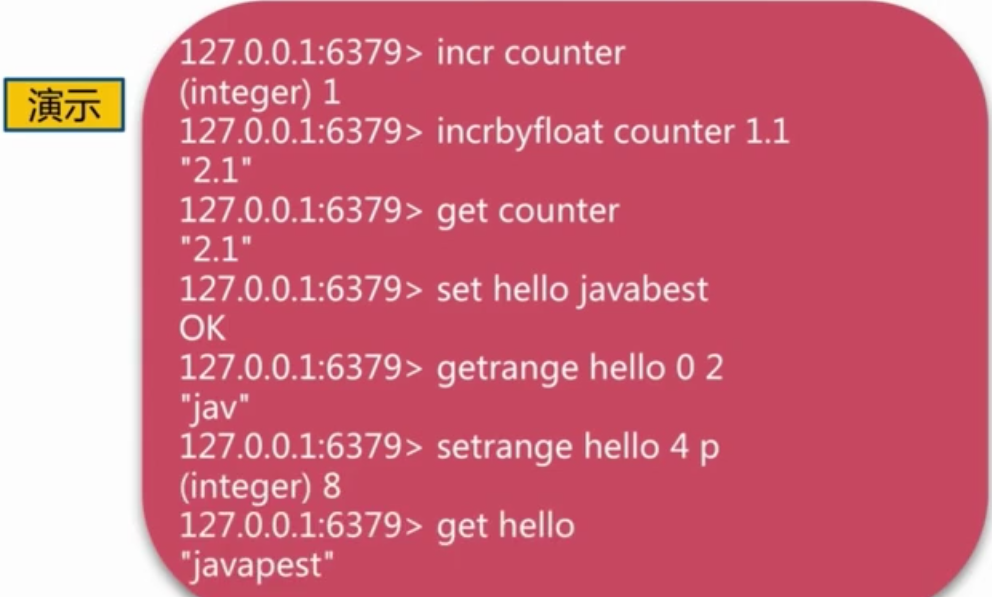 演示
127.0.0.1:6379> incr counter
(integer) 1
127.0.0.1:6379> incrbyfloat counter 1.1
"2.1"
127.0.0.1:6379> get counter
"2.1"
127.0.0.1:6379> set hello javabest
OK
127.0.0.1:6379> getrange hello 0 2
"jav"
127.0.0.1:6379> setrange hello 4 p
(integer) 8
127.0.0.1:6379> get hello
"javapest"